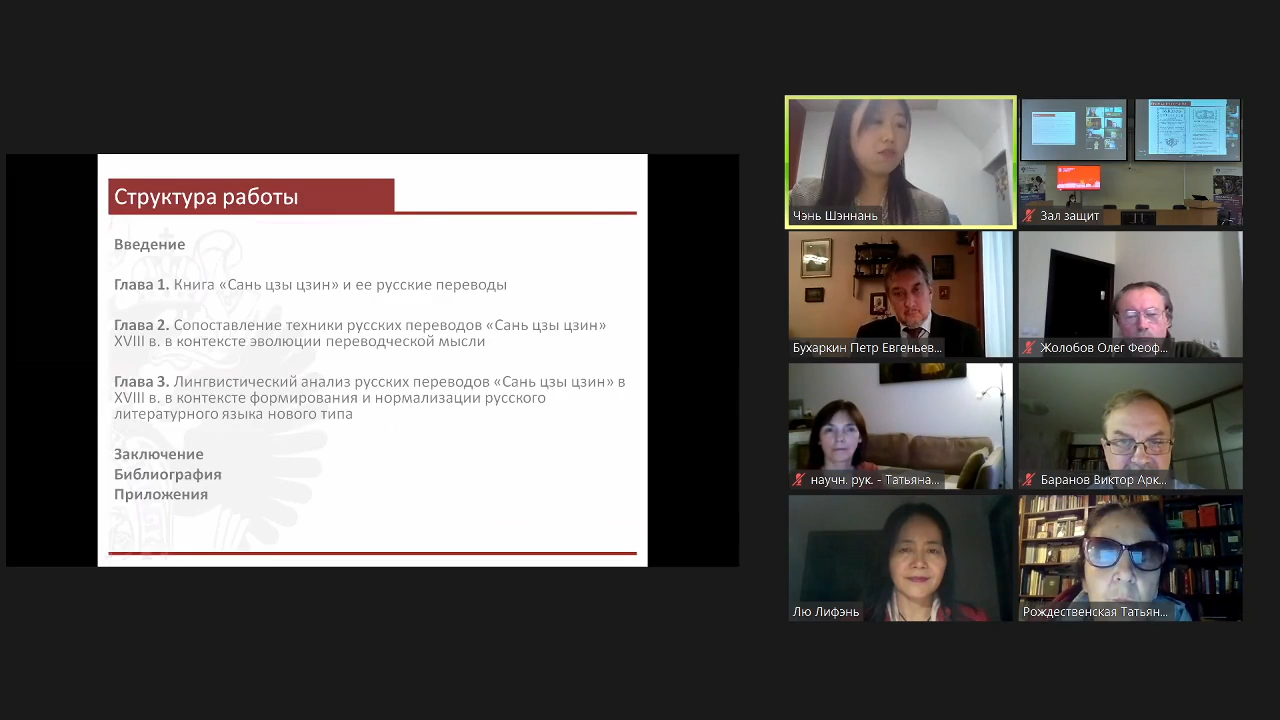 Структура работы
Введение
Глава 1. Книга «Сань цзы цзин» и ее русские переводы
Глава 2. Сопоставление техники русских переводов «Сань цзы цзин»
XVIII в. в контексте эволюции переводческой мысли
Глава 3. Лингвистический анализ русских переводов «Сань цзы цзин» в
XVIII в. в контексте формирования и нормализации русского
литературного языка нового типа
Заключение
Библиография
Приложения
Чэнь Шэннань
Зал защит
Бухаркин Петр Евгеньев...
Жолобов Олег Феоф...
научн. рук. - Татьяна...
Баранов Виктор Арк...
Лю Лифэнь
Рождественская Татьян...